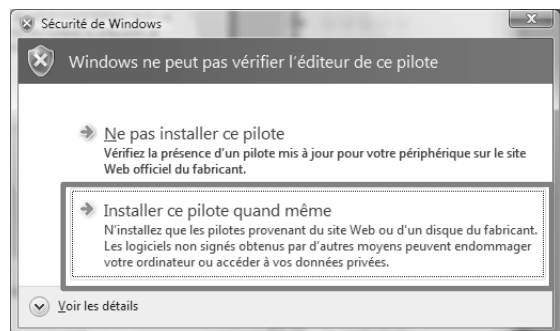 Sécurité de Windows
Windows ne peut pas vérifier l'éditeur de ce pilote
Ne pas installer ce pilote
Vérifiez la présence d'un pilote mis à jour pour votre périphérique sur le site
Web officiel du fabricant.
Installer ce pilote quand même
N'installez que les pilotes provenant du site Web ou d'un disque du fabricant.
Les logiciels non signés obtenus par d'autres moyens peuvent endommager
votre ordinateur ou accéder à vos données privées.
Voir les détails